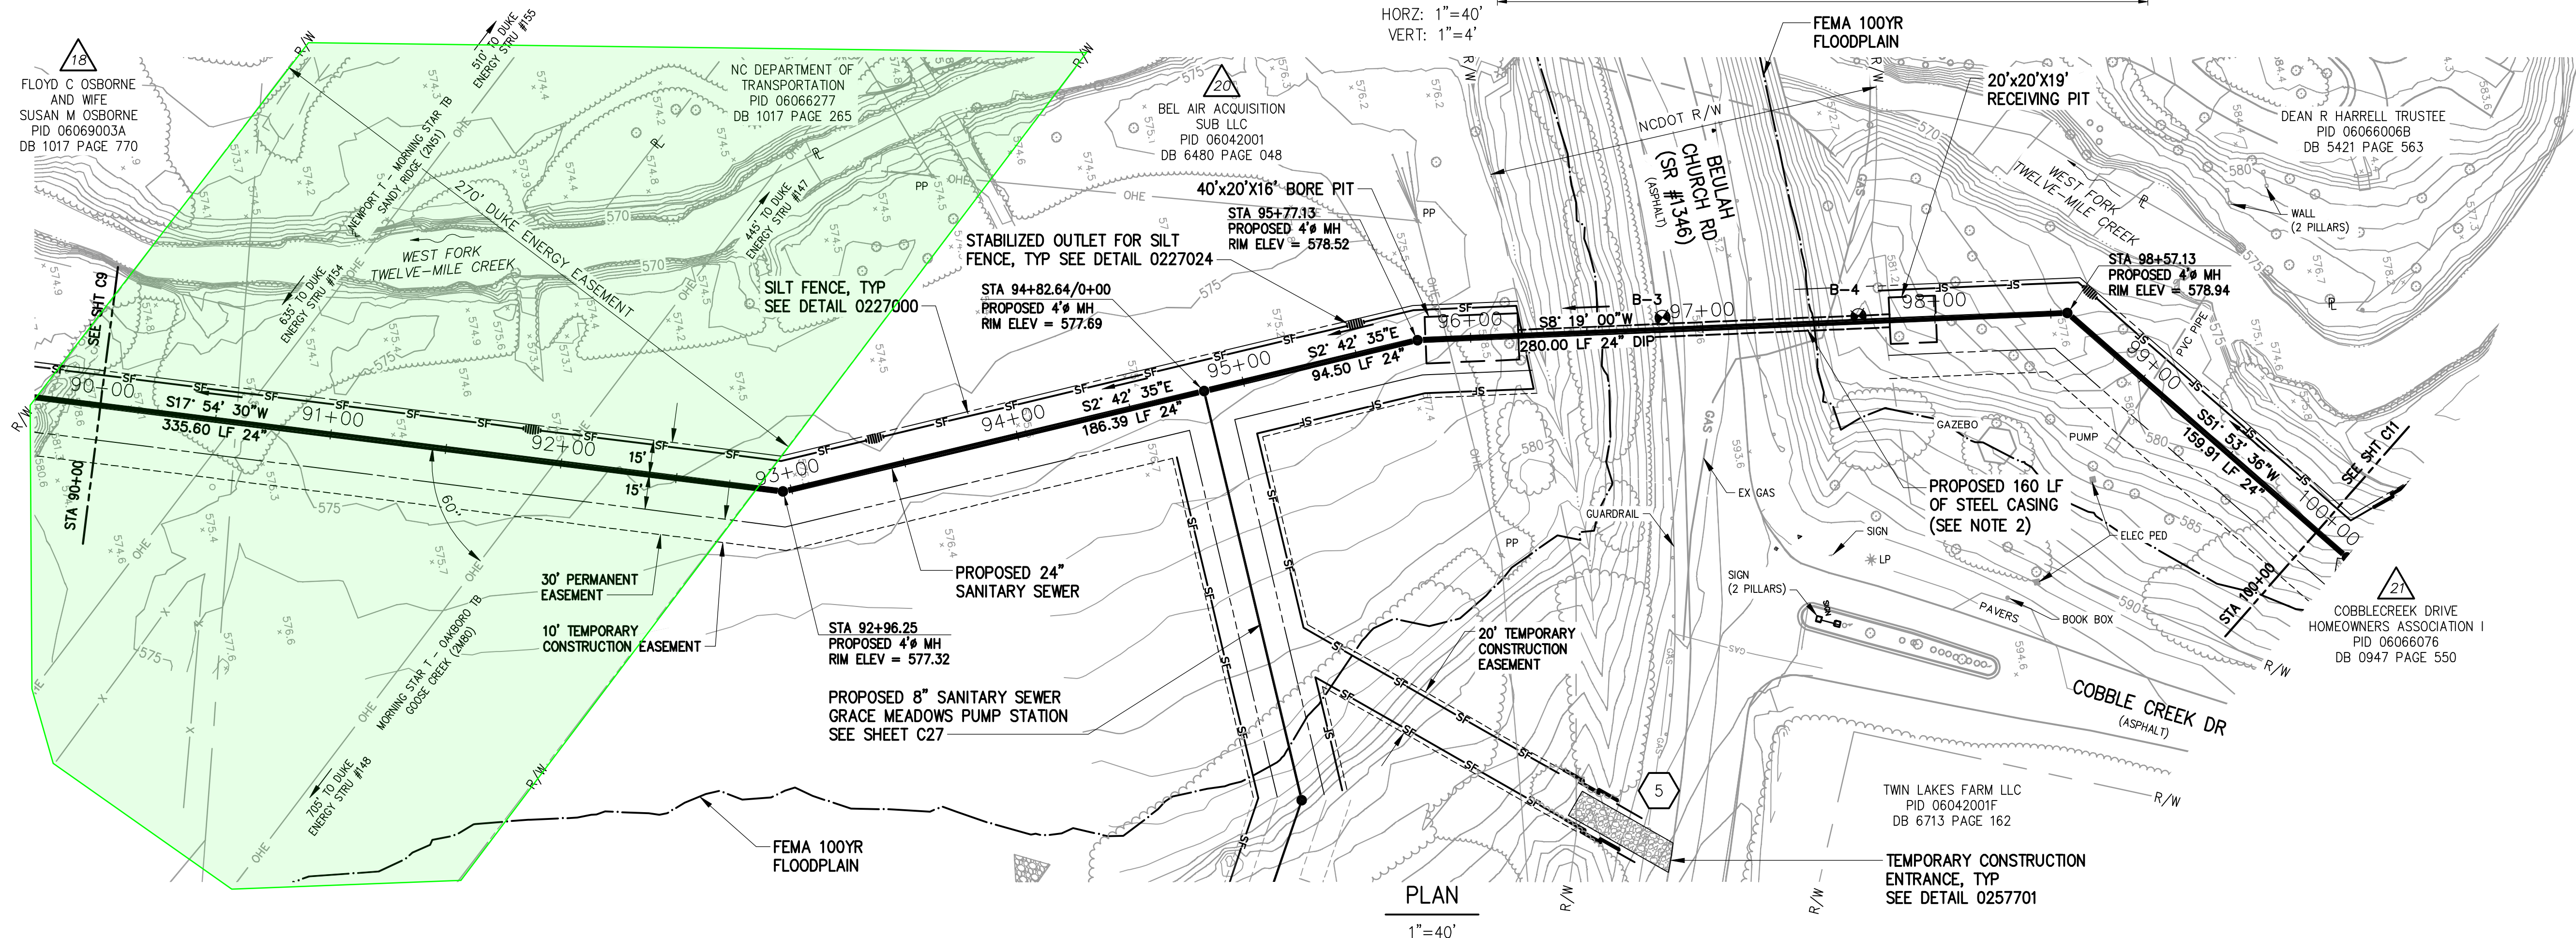 HORZ: 1"=40'
VERT: 1"=4'
18
FLOYD C OSBORNE
AND WIFE
SUSAN M OSBORNE
PID 06069003A
DB 1017 PAGE 770
R/W
510' TO DUKE
ENERGY STRU #155
R/W
NC DEPARTMENT OF
TRANSPORTATION
PID 06066277
DB 1017 PAGE 265
20
BEL AIR ACQUISITION
SUB LLC
PID 06042001
DB 6480 PAGE 048
R/W
NCDOT R/W
FEMA 100YR
FLOODPLAIN
R/W
20'x20'X19'
RECEIVING PIT
DEAN R HARRELL TRUSTEE
PID 06066006B
DB 5421 PAGE 563
NEWPORT T - MORNING STAR TB
SANDY RIDGE (2N51)
270' DUKE ENERGY EASEMENT
445' TO DUKE
ENERGY STRU #147
635' TO DUKE
ENERGY STRU #154
WEST FORK
TWELVE-MILE CREEK
PP
OHE
40'x20'X16' BORE PIT
STA 95+77.13
PROPOSED 4'ø MH
RIM ELEV = 578.52
STABILIZED OUTLET FOR SILT
FENCE, TYP SEE DETAIL 0227024
SILT FENCE, TYP
SEE DETAIL 0227000
STA 94+82.64/0+00
PROPOSED 4'ø MH
RIM ELEV = 577.69
PP
BEULAH
CHURCH RD
(SR #1346)
(ASPHALT)
GAS
WEST FORK
TWELVE-MILE CREEK
WALL
(2 PILLARS)
STA 98+57.13
PROPOSED 4'ø MH
RIM ELEV = 578.94
SEE SHT C9
STA 90+00
R/W
90+00
S17° 54' 30"W
335.60 LF 24"
91+00
92+00
15'
15'
93+00
60°
94+00
S2° 42' 35"E
186.39 LF 24"
95+00
S2° 42' 35"E
94.50 LF 24"
96+00
S8° 19' 00"W
280.00 LF 24" DIP
B-3
97+00
B-4
98+00
PVC PIPE
99+00
S51° 53' 36"W
159.91 LF 24"
100+00
SEE SHT C11
STA 100+00
GAZEBO
PUMP
ELEC PED
EX GAS
GUARDRAIL
PROPOSED 160 LF
OF STEEL CASING
(SEE NOTE 2)
SIGN
LP
SIGN
(2 PILLARS)
SIGN
PAVERS
BOOK BOX
21
COBBLECREEK DRIVE
HOMEOWNERS ASSOCIATION I
PID 06066076
DB 0947 PAGE 550
R/W
COBBLE CREEK DR
(ASPHALT)
30' PERMANENT
EASEMENT
10' TEMPORARY
CONSTRUCTION EASEMENT
PROPOSED 24"
SANITARY SEWER
STA 92+96.25
PROPOSED 4'ø MH
RIM ELEV = 577.32
PROPOSED 8" SANITARY SEWER
GRACE MEADOWS PUMP STATION
SEE SHEET C27
PP
20' TEMPORARY
CONSTRUCTION
EASEMENT
MORNING STAR T - OAKBORO TB
GOOSE CREEK (2M80)
705' TO DUKE
ENERGY STRU #148
R/W
FEMA 100YR
FLOODPLAIN
5
TWIN LAKES FARM LLC
PID 06042001F
DB 6713 PAGE 162
R/W
TEMPORARY CONSTRUCTION
ENTRANCE, TYP
SEE DETAIL 0257701
R/W
R/W
PLAN
1"=40'